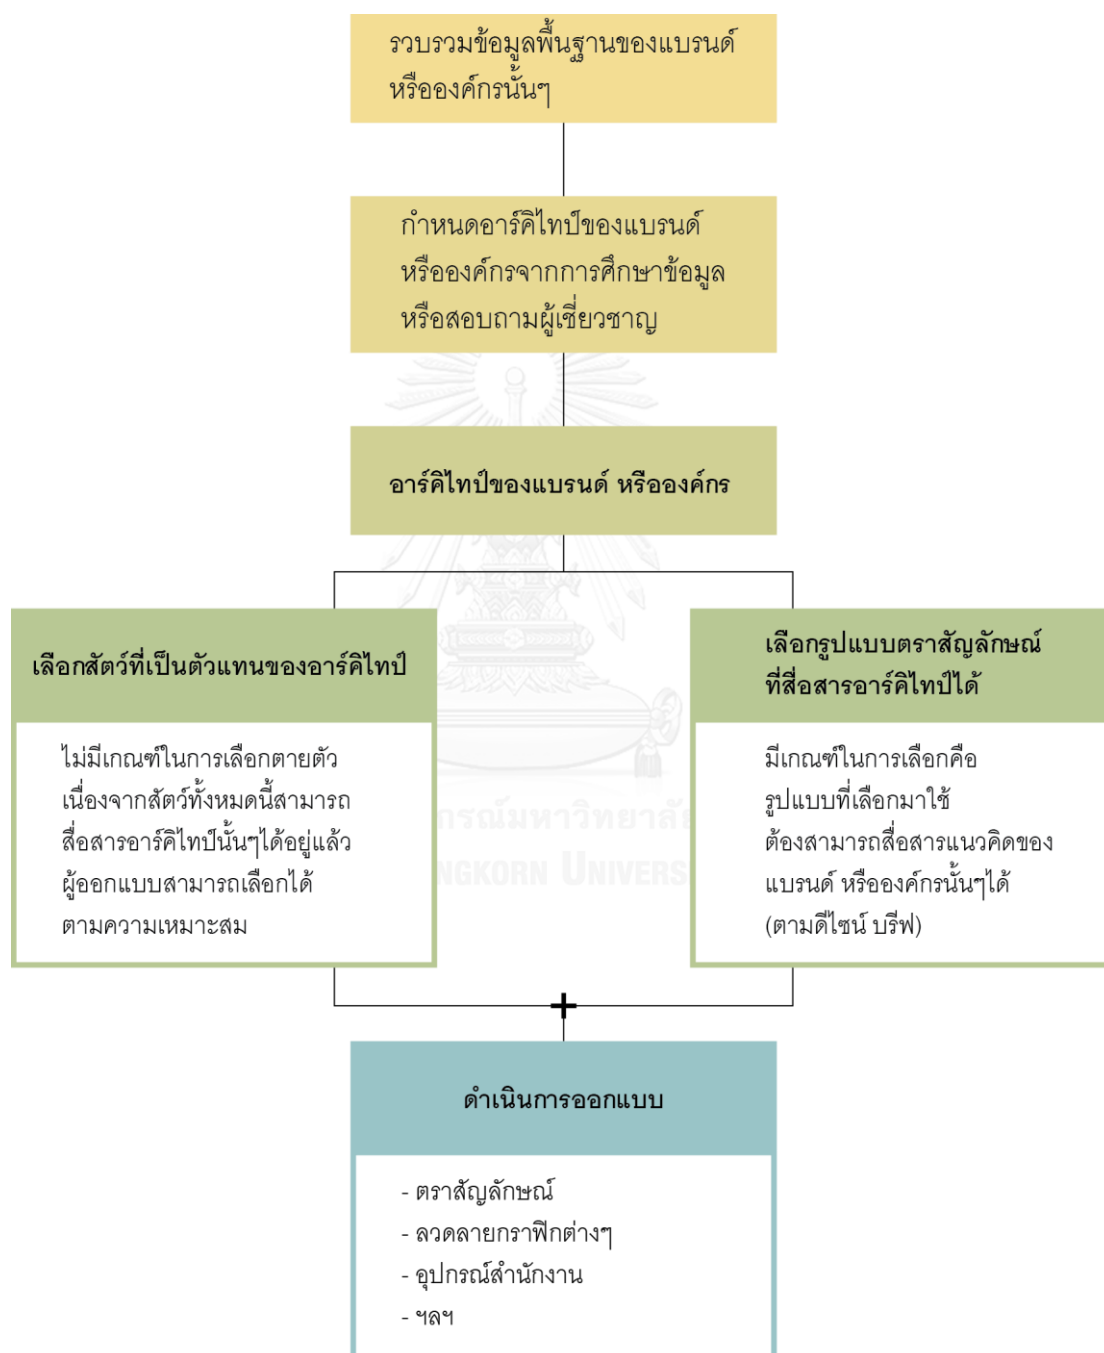 รวบรวมข้อมูลพื้นฐานของแบรนด์
หรือองค์กรนั้นๆ
กำหนดอาร์คิไทป์ของแบรนด์
หรือองค์กรจากการศึกษาข้อมูล
หรือสอบถามผู้เชี่ยวชาญ
อาร์คิไทป์ของแบรนด์ หรือองค์กร
เลือกสัตว์ที่เป็นตัวแทนของอาร์คิไทป์
ไม่มีเกณฑ์ในการเลือกตายตัว
เนื่องจากสัตว์ทั้งหมดนี้สามารถ
สื่อสารอาร์คิไทป์นั้นๆได้อยู่แล้ว
ผู้ออกแบบสามารถเลือกได้
ตามความเหมาะสม
เลือกรูปแบบตราสัญลักษณ์
ที่สื่อสารอาร์คิไทป์ได้
มีเกณฑ์ในการเลือกคือ
รูปแบบที่เลือกมาใช้
ต้องสามารถสื่อสารแนวคิดของ
แบรนด์ หรือองค์กรนั้นๆได้
(ตามดีไซน์ บรีฟ)
กรณ์มหาวิทยาลัย
NGKORN UNIVERS
+
ดำเนินการออกแบบ
- ตราสัญลักษณ์
- ลวดลายกราฟิกต่างๆ
- อุปกรณ์สำนักงาน
- ฯลฯ